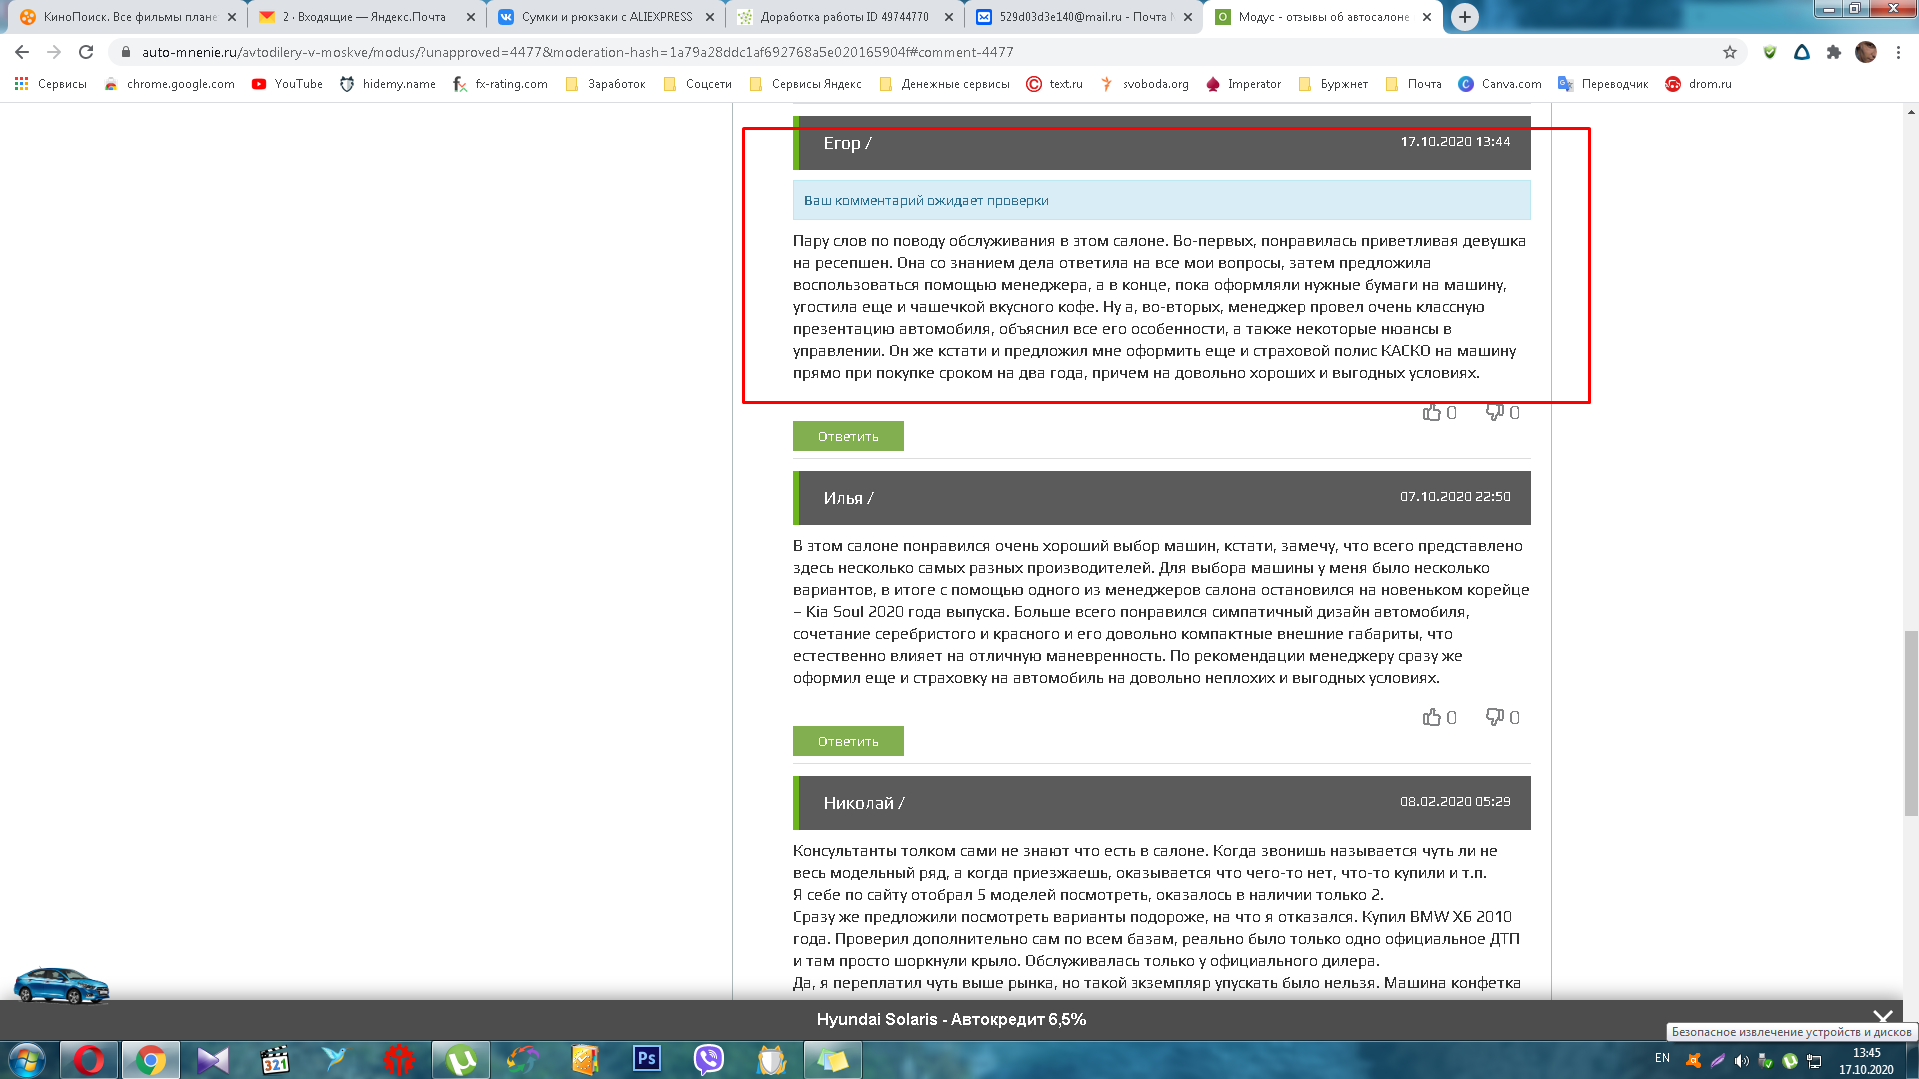 КиноПоиск. Все фильмы плане
2 · Входящие — Яндекс.Почта
Сумки и рюкзаки с ALIEXPRESS
Доработка работы ID 49744770
529d03d3e140@mail.ru - Почта
Модус - отзывы об автосалоне
auto-mnenie.ru/avtodilery-v-moskve/modus/?unapproved=4477&moderation-hash=1a79a28ddc1af692768a5e020165904f#comment-4477
Сервисы
chrome.google.com
YouTube
hidemy.name
fx-rating.com
Заработок
Соцсети
Сервисы Яндекс
Денежные сервисы
text.ru
svoboda.org
Imperator
Буржнет
Почта
Canva.com
Переводчик
drom.ru
Егор / 17.10.2020 13:44
Ваш комментарий ожидает проверки
Пару слов по поводу обслуживания в этом салоне. Во-первых, понравилась приветливая девушка
на ресепшен. Она со знанием дела ответила на все мои вопросы, затем предложила
воспользоваться помощью менеджера, а в конце, пока оформляли нужные бумаги на машину,
угостила еще и чашечкой вкусного кофе. Ну а, во-вторых, менеджер провел очень классную
презентацию автомобиля, объяснил все его особенности, а также некоторые нюансы в
управлении. Он же кстати и предложил мне оформить еще и страховой полис КАСКО на машину
прямо при покупке сроком на два года, причем на довольно хороших и выгодных условиях.
0 0
Ответить
Илья / 07.10.2020 22:50
В этом салоне понравился очень хороший выбор машин, кстати, замечу, что всего представлено
здесь несколько самых разных производителей. Для выбора машины у меня было несколько
вариантов, в итоге с помощью одного из менеджеров салона остановился на новеньком корейце
– Kia Soul 2020 года выпуска. Больше всего понравился симпатичный дизайн автомобиля,
сочетание серебристого и красного и его довольно компактные внешние габариты, что
естественно влияет на отличную маневренность. По рекомендации менеджеру сразу же
оформил еще и страховку на автомобиль на довольно неплохих и выгодных условиях.
0 0
Ответить
Николай / 08.02.2020 05:29
Консультанты толком сами не знают что есть в салоне. Когда звонишь называется чуть ли не
весь модельный ряд, а когда приезжаешь, оказывается что чего-то нет, что-то купили и т.п.
Я себе по сайту отобрал 5 моделей посмотреть, оказалось в наличии только 2.
Сразу же предложили посмотреть варианты подороже, на что я отказался. Купил BMW X6 2010
года. Проверил дополнительно сам по всем базам, реально было только одно официальное ДТП
и там просто шоркнули крыло. Обслуживалась только у официального дилера.
Да, я переплатил чуть выше рынка, но такой экземпляр упускать было нельзя. Машина конфетка
Hyundai Solaris - Автокредит 6,5%
Безопасное извлечение устройств и дисков
321
Ps
EN
13:45
17.10.2020